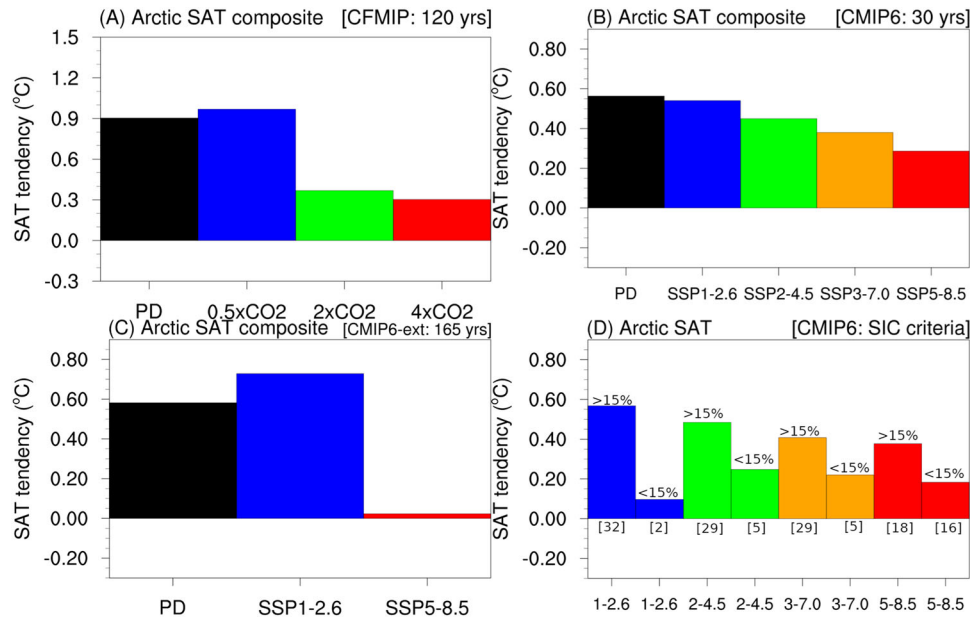 (A) Arctic SAT composite [CFMIP: 120 yrs]
SAT tendency (°C)
1.5
1.2
0.9
0.6
0.3
0.0
-0.3
PD 0.5xCO2 2xCO2 4xCO2
(B) Arctic SAT composite [CMIP6: 30 yrs]
SAT tendency (°C)
0.80
0.60
0.40
0.20
0.00
-0.20
PD SSP1-2.6 SSP2-4.5 SSP3-7.0 SSP5-8.5
(C) Arctic SAT composite [CMIP6-ext: 165 yrs]
SAT tendency (°C)
0.80
0.60
0.40
0.20
0.00
-0.20
PD SSP1-2.6 SSP5-8.5
(D) Arctic SAT [CMIP6: SIC criteria]
SAT tendency (°C)
0.80
0.60
0.40
0.20
0.00
-0.20
>15% <15% >15% <15% >15% <15% >15% <15%
[32] [2] [29] [5] [29] [5] [18] [16]
1-2.6 1-2.6 2-4.5 2-4.5 3-7.0 3-7.0 5-8.5 5-8.5